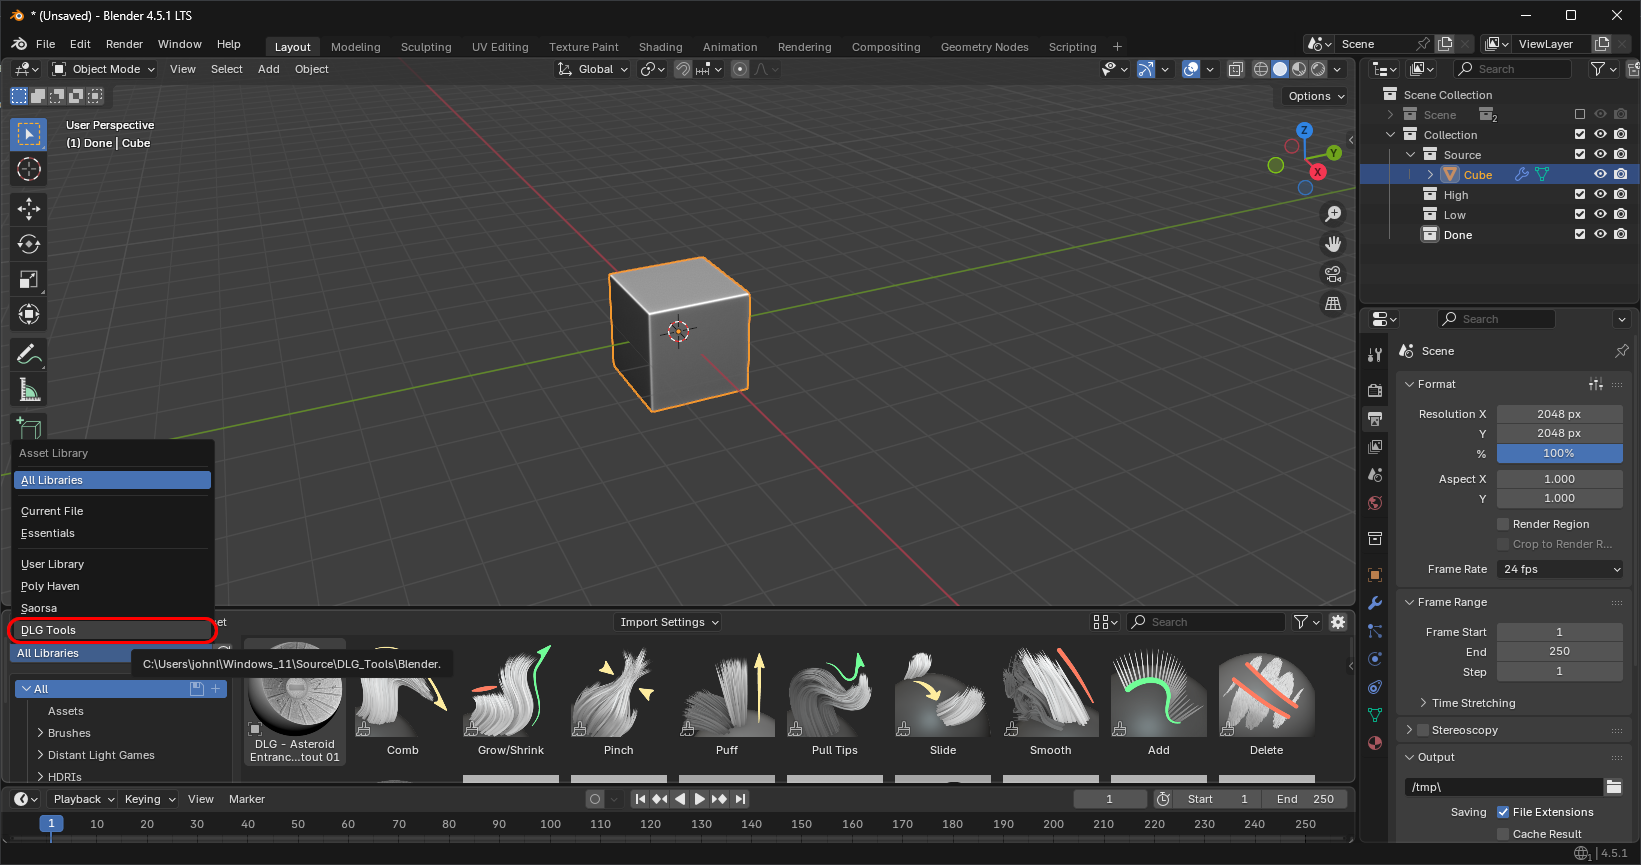 * (Unsaved) - Blender 4.5.1 LTS
File Edit Render Window Help Layout Modeling Sculpting UV Editing Texture Paint Shading Animation Rendering Compositing Geometry Nodes Scripting + Scene ViewLayer
Object Mode View Select Add Object Global Search
Options
User Perspective
(1) Done | Cube
Z
Y
X
Scene Collection
Scene 2
Collection
Source
Cube
High
Low
Done
Search
Scene
Format
Resolution X 2048 px
Y 2048 px
% 100%
Aspect X 1.000
Y 1.000
Render Region
Crop to Render R...
Frame Rate 24 fps
Frame Range
Frame Start 1
End 250
Step 1
Time Stretching
Stereoscopy
Output
/tmp\
Saving File Extensions
Cache Result
Asset Library
All Libraries
Current File
Essentials
User Library
Poly Haven
Saorsa
DLG Tools
All Libraries
et Import Settings Search
C:\Users\johnl\Windows_11\Source\DLG_Tools\Blender.
All
Assets
Brushes
Distant Light Games
HDRIs
DLG - Asteroid
Entranc...tout 01
Comb Grow/Shrink Pinch Puff Pull Tips Slide Smooth Add Delete
Playback Keying View Marker 1 Start 1 End 250
1 10 20 30 40 50 60 70 80 90 100 110 120 130 140 150 160 170 180 190 200 210 220 230 240 250
1 | 4.5.1